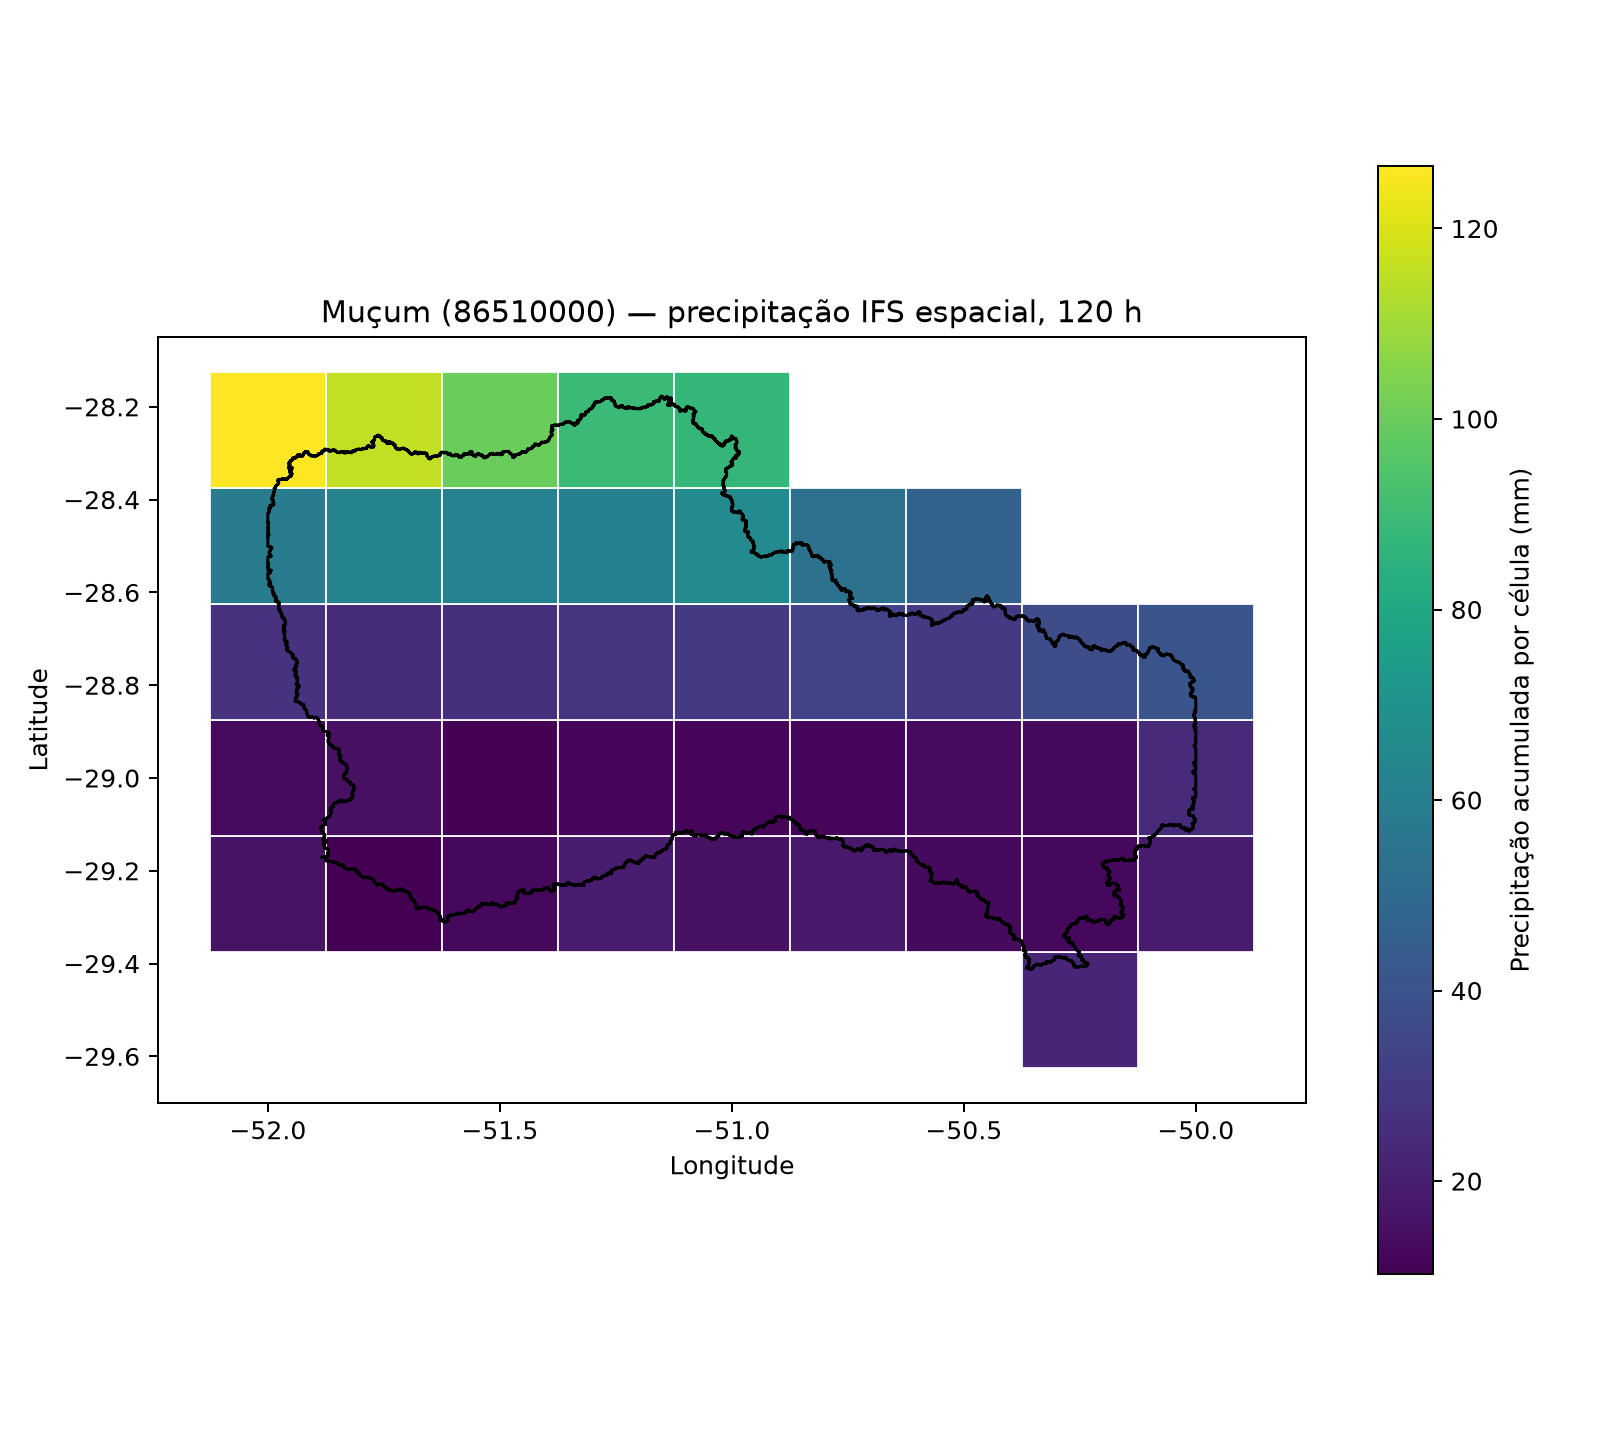 Muçum (86510000) — precipitação IFS espacial, 120 h
−28.2
−28.4
−28.6
−28.8
−29.0
−29.2
−29.4
−29.6
Latitude
−52.0 −51.5 −51.0 −50.5 −50.0
Longitude
120
100
80
60
40
20
Precipitação acumulada por célula (mm)